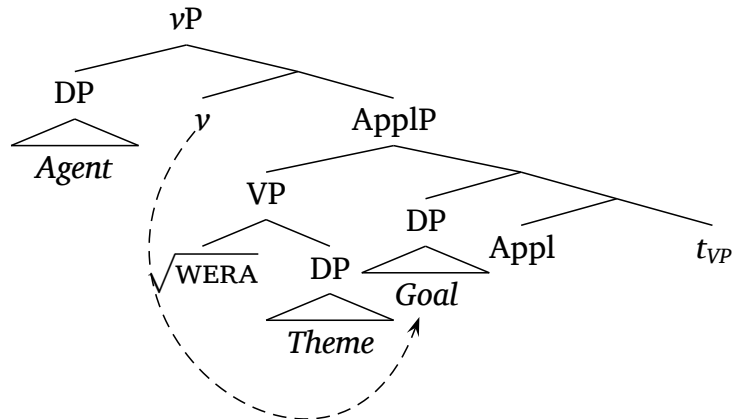 vP
DP
v
ApplP
Agent
VP
DP
Appl
t_VP
√WERA
DP
Goal
Theme